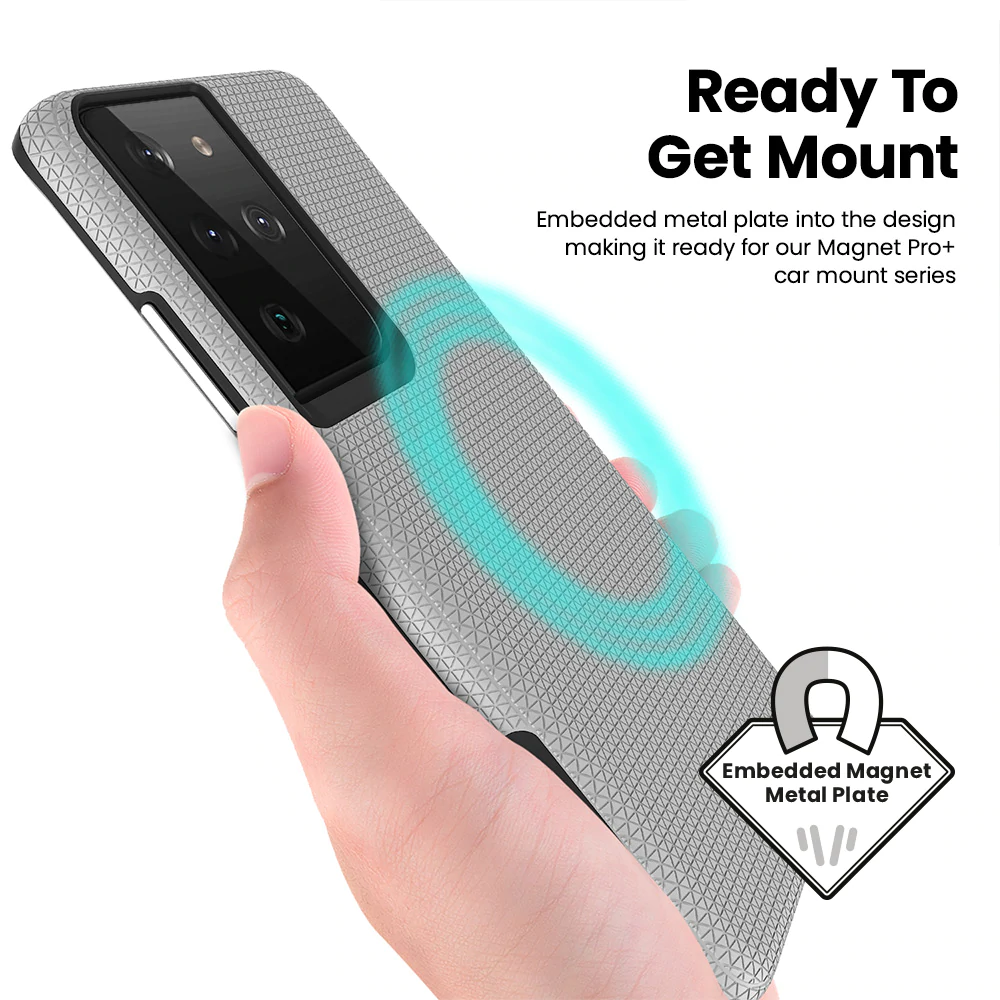 Ready To
Get Mount
Embedded metal plate into the design
making it ready for our Magnet Pro+
car mount series
Embedded Magnet
Metal Plate